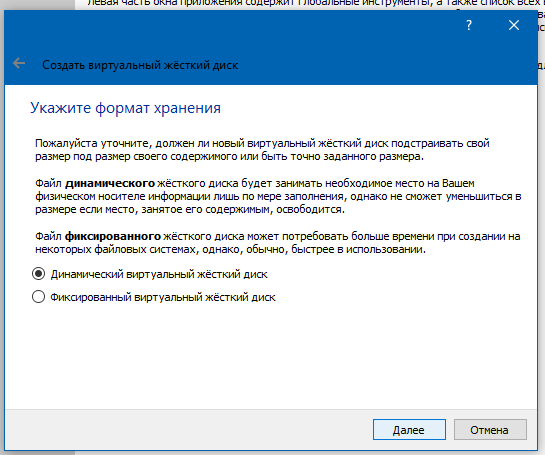 левая часть окна приложения содержит Глобальные инструменты, а также список всех
?
Создать виртуальный жёсткий диск
Укажите формат хранения
Пожалуйста уточните, должен ли новый виртуальный жёсткий диск подстраивать свой
размер под размер своего содержимого или быть точно заданного размера.
Файл динамического жёсткого диска будет занимать необходимое место на Вашем
физическом носителе информации лишь по мере заполнения, однако не сможет уменьшиться в
размере если место, занятое его содержимым, освободится.
Файл фиксированного жёсткого диска может потребовать больше времени при создании на
некоторых файловых системах, однако, обычно, быстрее в использовании.
Динамический виртуальный жёсткий диск
Фиксированный виртуальный жёсткий диск
Далее
Отмена